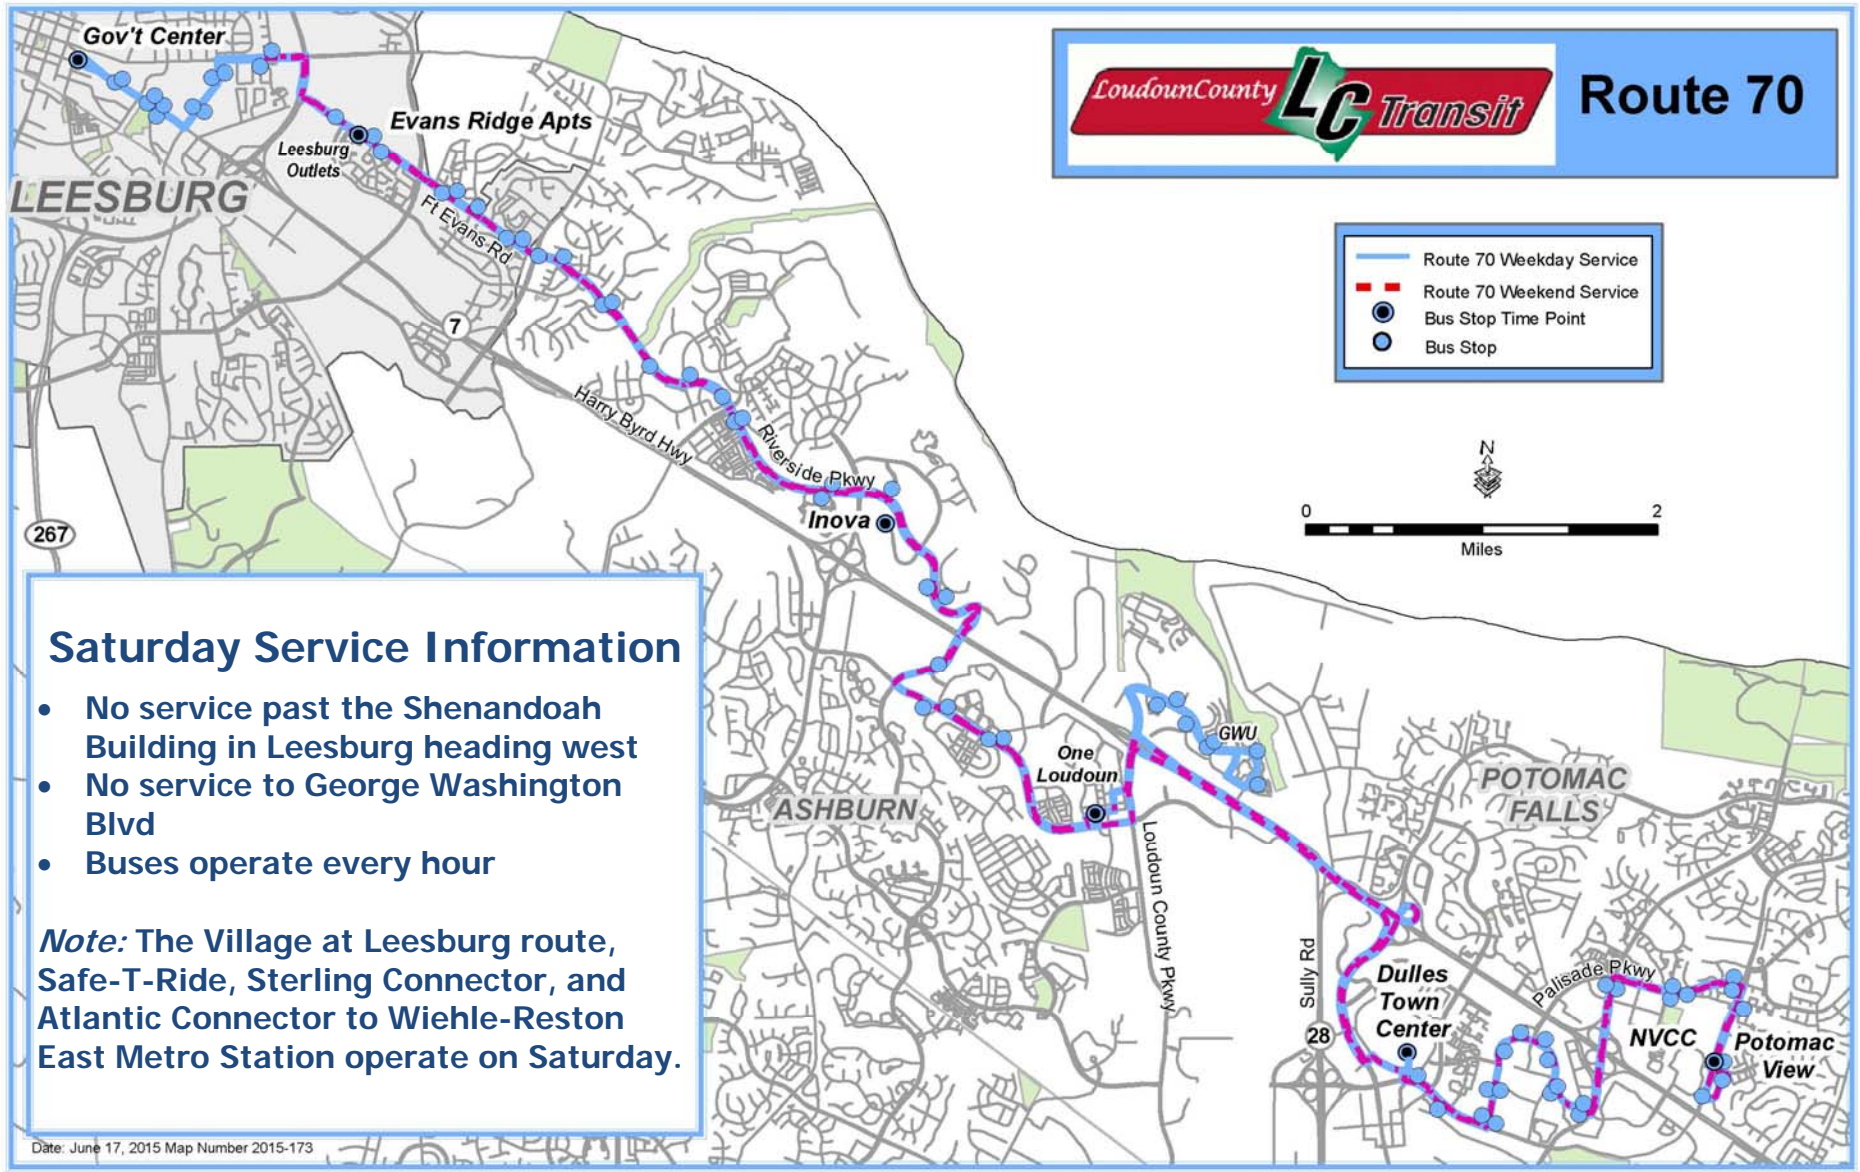 Gov't Center
Evans Ridge Apts
Leesburg
Outlets
LEESBURG
Ft Evans Rd
7
Harry Byrd Hwy
Riverside Pkwy
Inova
267
LoudounCounty
LC
Transit
Route 70
Route 70 Weekday Service
Route 70 Weekend Service
Bus Stop Time Point
Bus Stop
N
0 2
Miles
Saturday Service Information
• No service past the Shenandoah
Building in Leesburg heading west
• No service to George Washington
Blvd
• Buses operate every hour
Note: The Village at Leesburg route,
Safe-T-Ride, Sterling Connector, and
Atlantic Connector to Wiehle-Reston
East Metro Station operate on Saturday.
ASHBURN
One
Loudoun
GWU
Loudoun County Pkwy
POTOMAC
FALLS
Sully Rd
28
Dulles
Town
Center
Palisade Pkwy
NVCC
Potomac
View
Date: June 17, 2015 Map Number 2015-173